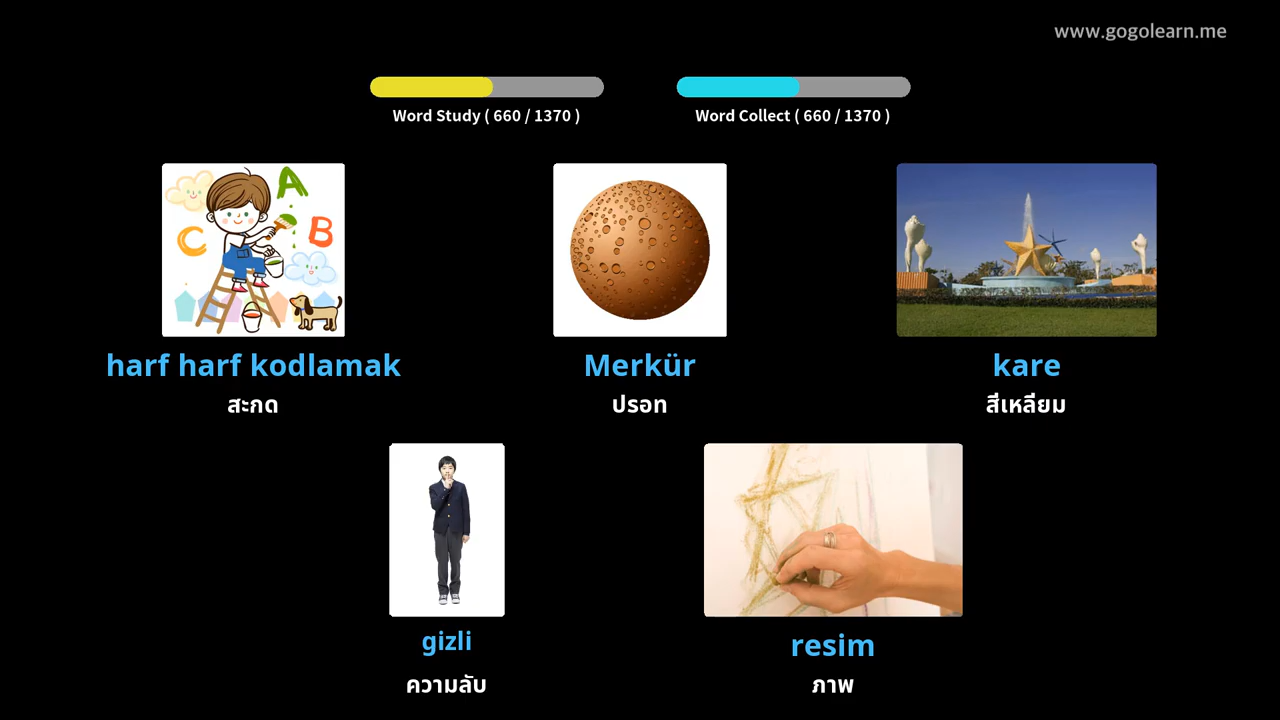 www.gogolearn.me
Word Study ( 660 / 1370 )
Word Collect ( 660 / 1370 )
A
B
C
harf harf kodlamak
สะกด
Merkür
ปรอท
kare
สีเหลียม
gizli
ความลับ
resim
ภาพ